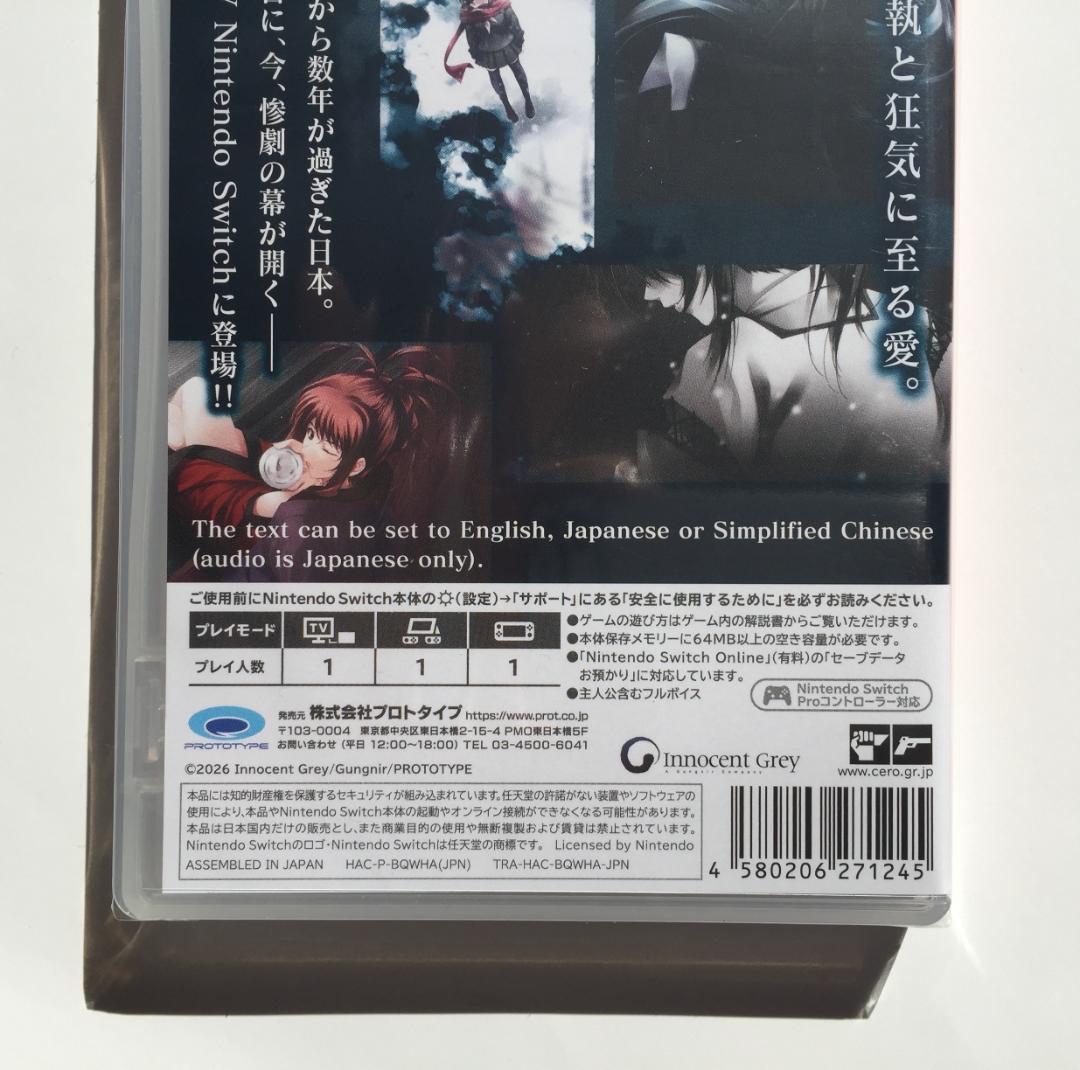 執と狂気に至る愛。
から数年が過ぎた日本。
に、今、惨劇の幕が開く――
Nintendo Switchに登場!!
The text can be set to English, Japanese or Simplified Chinese
(audio is Japanese only).
ご使用前にNintendo Switch本体の(設定)→「サポート」にある「安全に使用するために」を必ずお読みください。
プレイモード TV
プレイ人数 1 1 1
●ゲームの遊び方はゲーム内の解説書からご覧いただけます。
●本体保存メモリーに64MB以上の空き容量が必要です。
●「Nintendo Switch Online」(有料)の「セーブデータ
お預かり」に対応しています。
●主人公含むフルボイス
Nintendo Switch
Proコントローラー対応
PROTOTYPE
発売元 株式会社プロトタイプ https://www.prot.co.jp
〒103-0004 東京都中央区東日本橋2-15-4 PMO東日本橋5F
お問い合わせ (平日 12:00~18:00) TEL 03-4500-6041
©2026 Innocent Grey/Gungnir/PROTOTYPE
Innocent Grey
A Gungnir Company
www.cero.gr.jp
本品には知的財産権を保護するセキュリティが組み込まれています。任天堂の許諾がない装置やソフトウェアの
使用により、本品やNintendo Switch本体の起動やオンライン接続ができなくなる可能性があります。
本品は日本国内だけの販売とし、また商業目的の使用や無断複製および賃貸は禁止されています。
Nintendo Switchのロゴ・Nintendo Switchは任天堂の商標です。 Licensed by Nintendo
ASSEMBLED IN JAPAN HAC-P-BQWHA(JPN) TRA-HAC-BQWHA-JPN
4 580206 271245